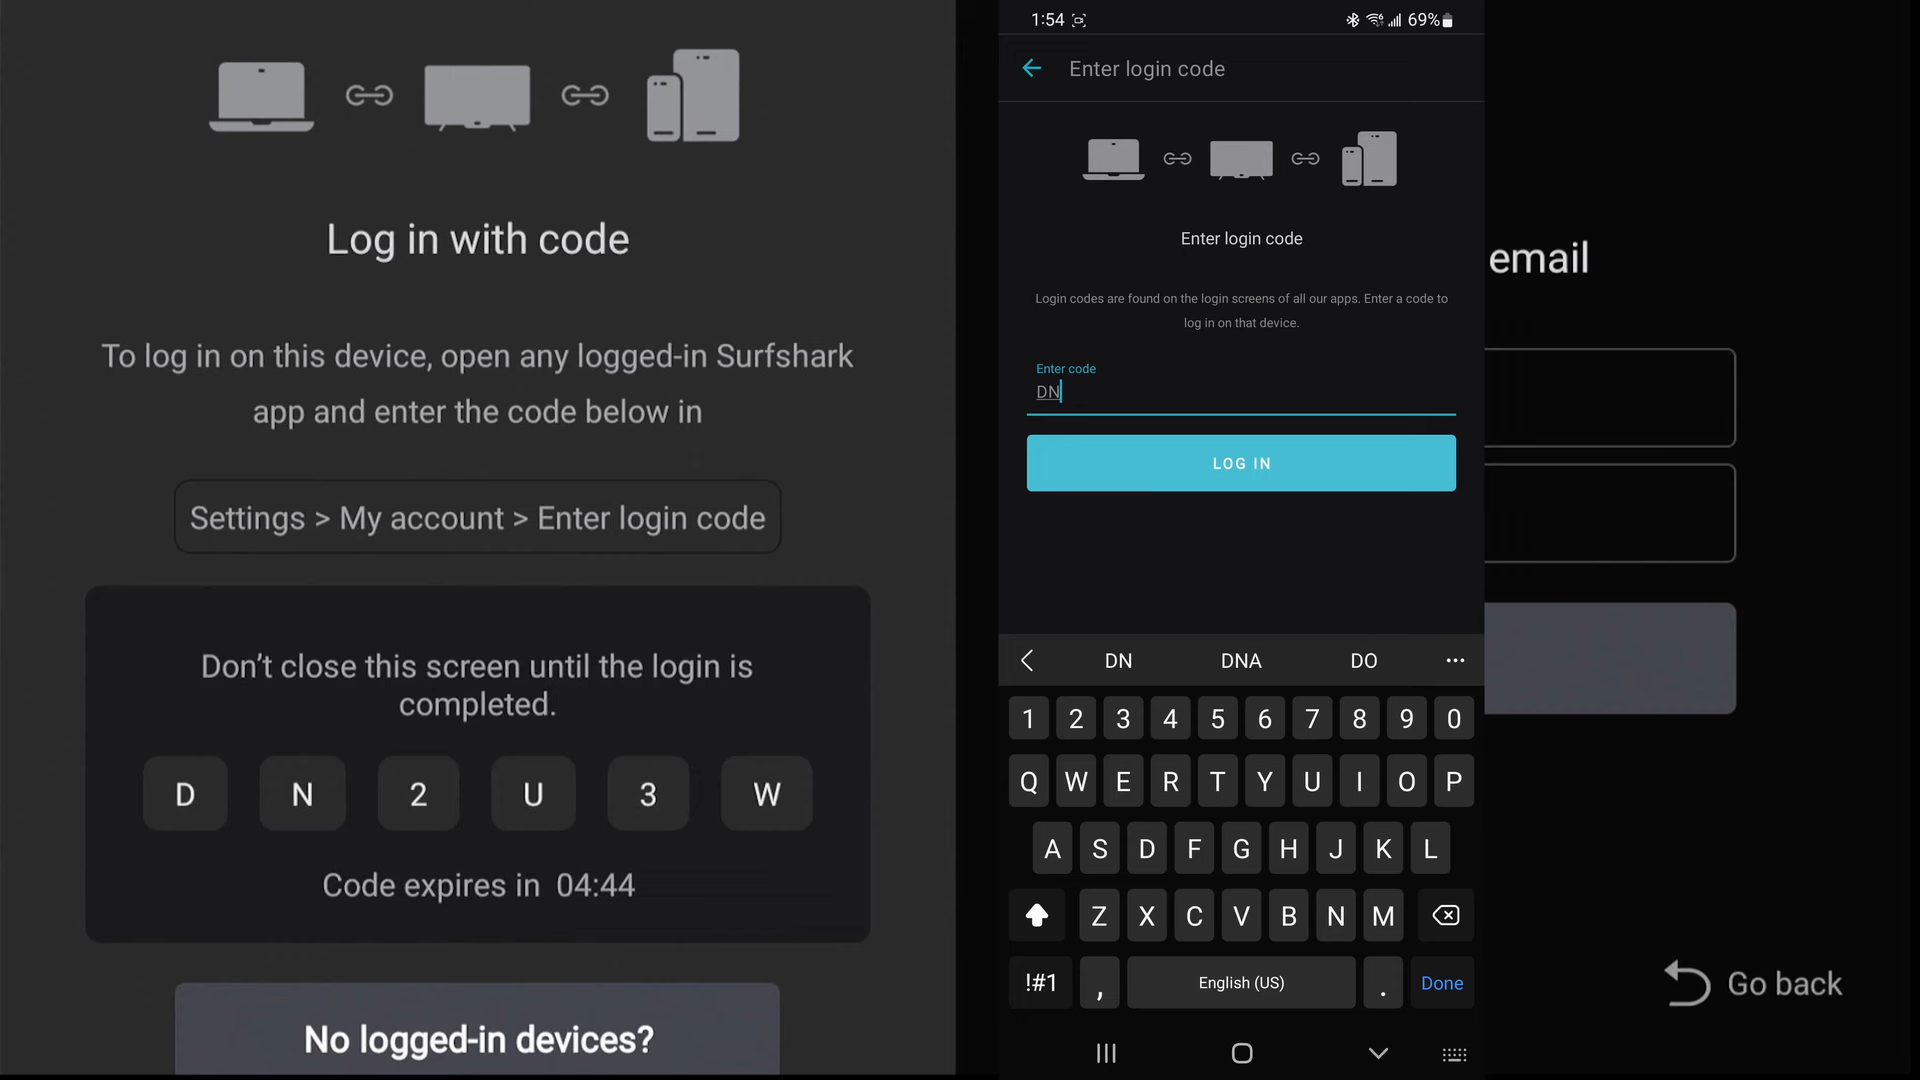 Log in with code
To log in on this device, open any logged-in Surfshark
app and enter the code below in
Settings > My account > Enter login code
Don't close this screen until the login is
completed.
D N 2 U 3 W
Code expires in 04:44
No logged-in devices?
1:54 69%
Enter login code
Enter login code
Login codes are found on the login screens of all our apps. Enter a code to
log in on that device.
Enter code
DN
LOG IN
DN DNA DO
1 2 3 4 5 6 7 8 9 0
Q W E R T Y U I O P
A S D F G H J K L
Z X C V B N M
!#1 , English (US) . Done
email
Go back